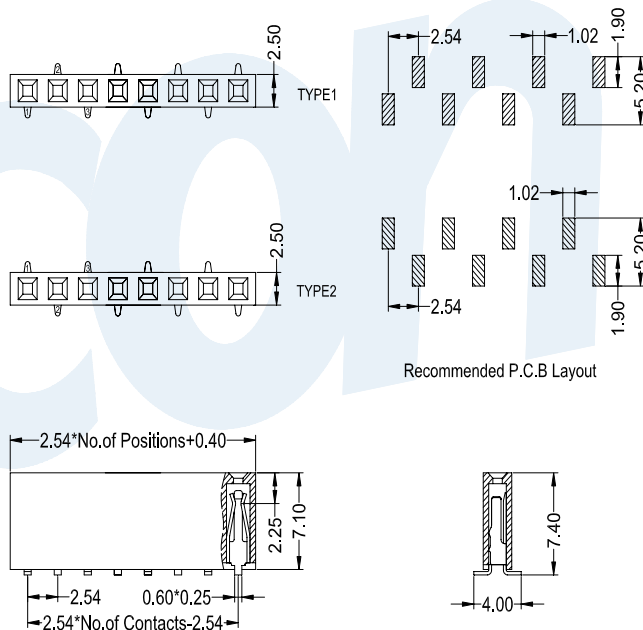 2.50
TYPE1
2.54
1.02
1.90
5.20
2.50
TYPE2
1.02
5.20
2.54
1.90
Recommended P.C.B Layout
2.54*No.of Positions+0.40
2.25
7.10
2.54
0.60*0.25
2.54*No.of Contacts-2.54
7.40
4.00
con